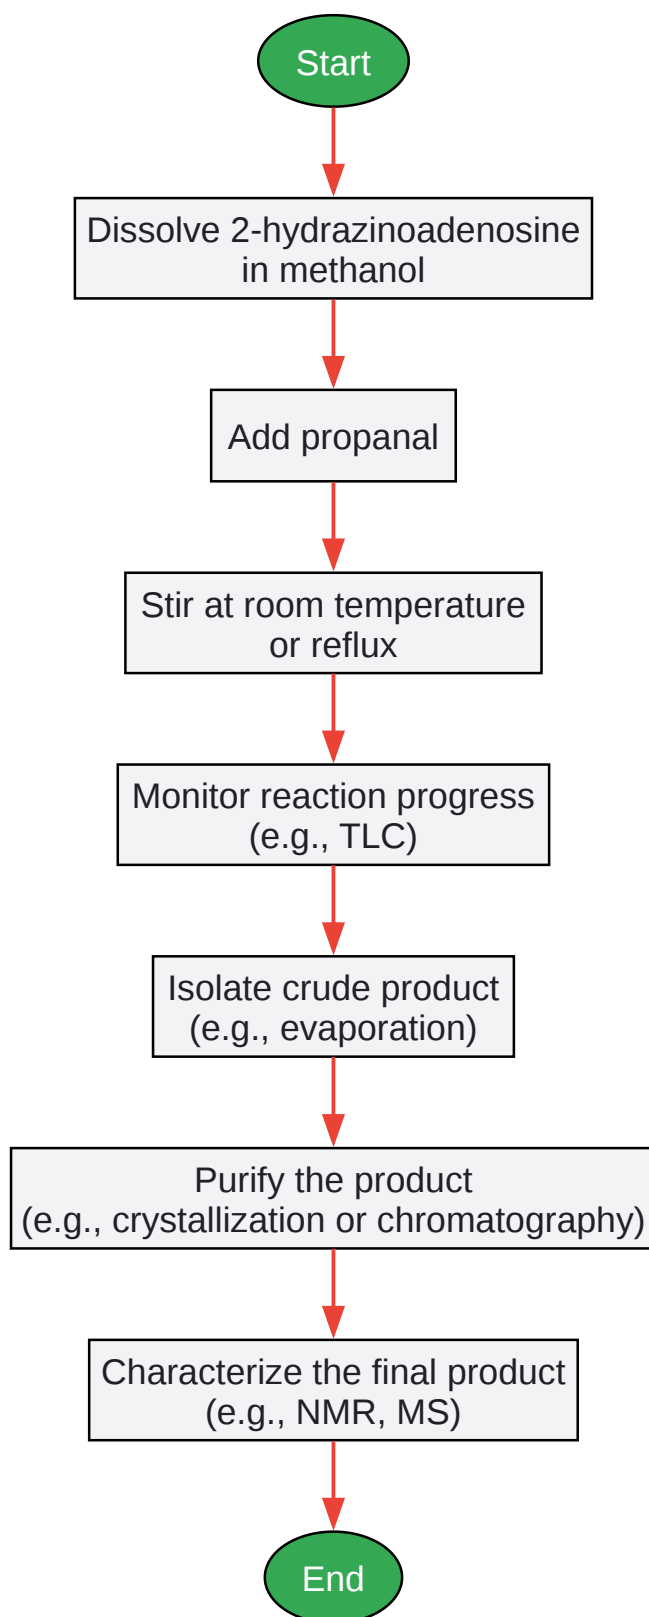 Start
Dissolve 2-hydrazinoadenosine
in methanol
Add propanal
Stir at room temperature
or reflux
Monitor reaction progress
(e.g., TLC)
Isolate crude product
(e.g., evaporation)
Purify the product
(e.g., crystallization or chromatography)
Characterize the final product
(e.g., NMR, MS)
End